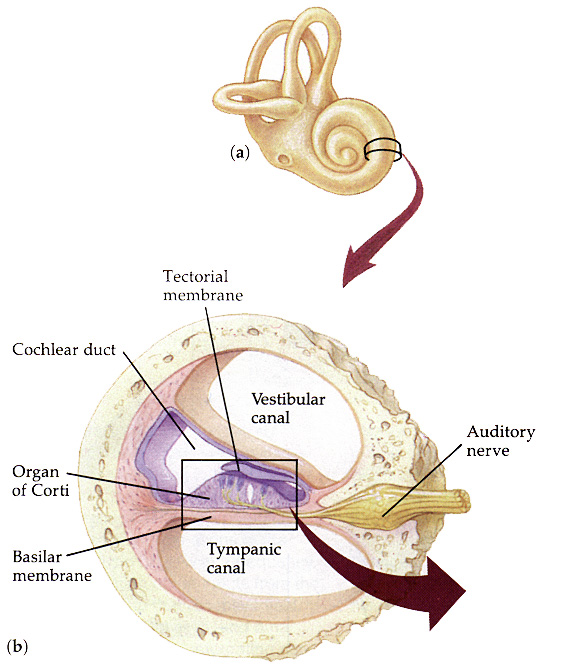 (a)
Tectorial
membrane
Cochlear duct
Vestibular
canal
Auditory
nerve
Organ
of Corti
Tympanic
canal
Basilar
membrane
(b)